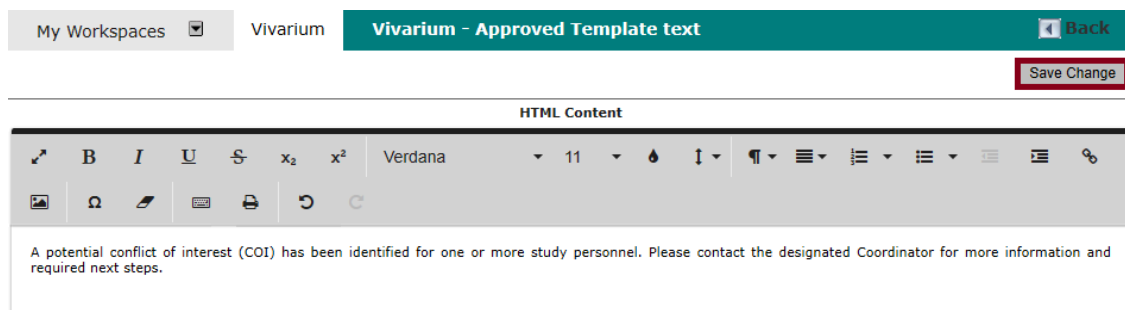 My Workspaces Vivarium Vivarium - Approved Template text Back
Save Change
HTML Content
B I U S x₂ x² Verdana 11 ¶
Ω
A potential conflict of interest (COI) has been identified for one or more study personnel. Please contact the designated Coordinator for more information and
required next steps.